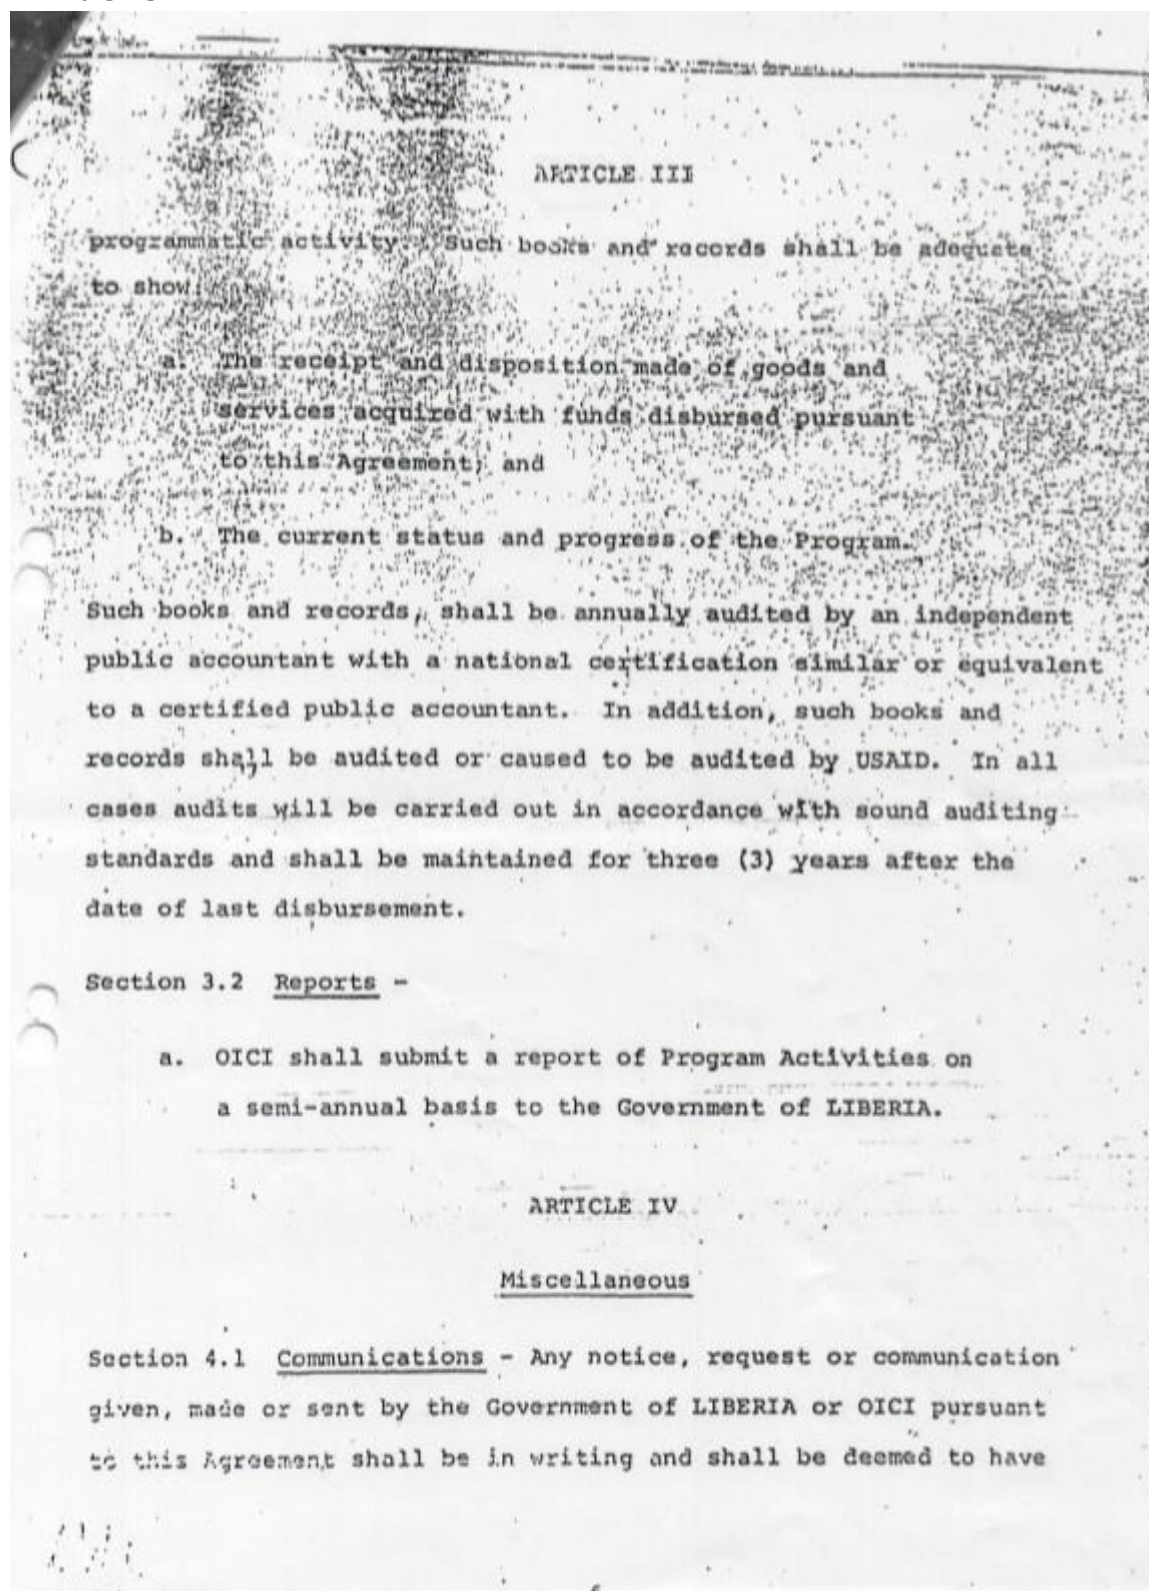 ARTICLE III
programmatic activity. Such books and records shall be adequate
to show:
a. The receipt and disposition made of goods and
services acquired with funds disbursed pursuant
to this Agreement; and
b. The current status and progress of the Program.
Such books and records, shall be annually audited by an independent
public accountant with a national certification similar or equivalent
to a certified public accountant. In addition, such books and
records shall be audited or caused to be audited by USAID. In all
cases audits will be carried out in accordance with sound auditing
standards and shall be maintained for three (3) years after the
date of last disbursement.
Section 3.2 Reports -
a. OICI shall submit a report of Program Activities on
a semi-annual basis to the Government of LIBERIA.
ARTICLE IV
Miscellaneous
Section 4.1 Communications - Any notice, request or communication
given, made or sent by the Government of LIBERIA or OICI pursuant
to this Agreement shall be in writing and shall be deemed to have